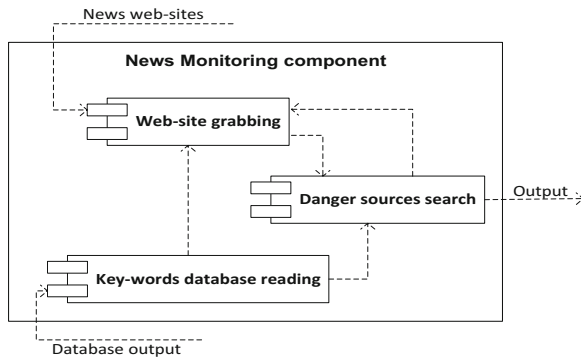 News web-sites
News Monitoring component
Web-site grabbing
Danger sources search
Output
Key-words database reading
Database output